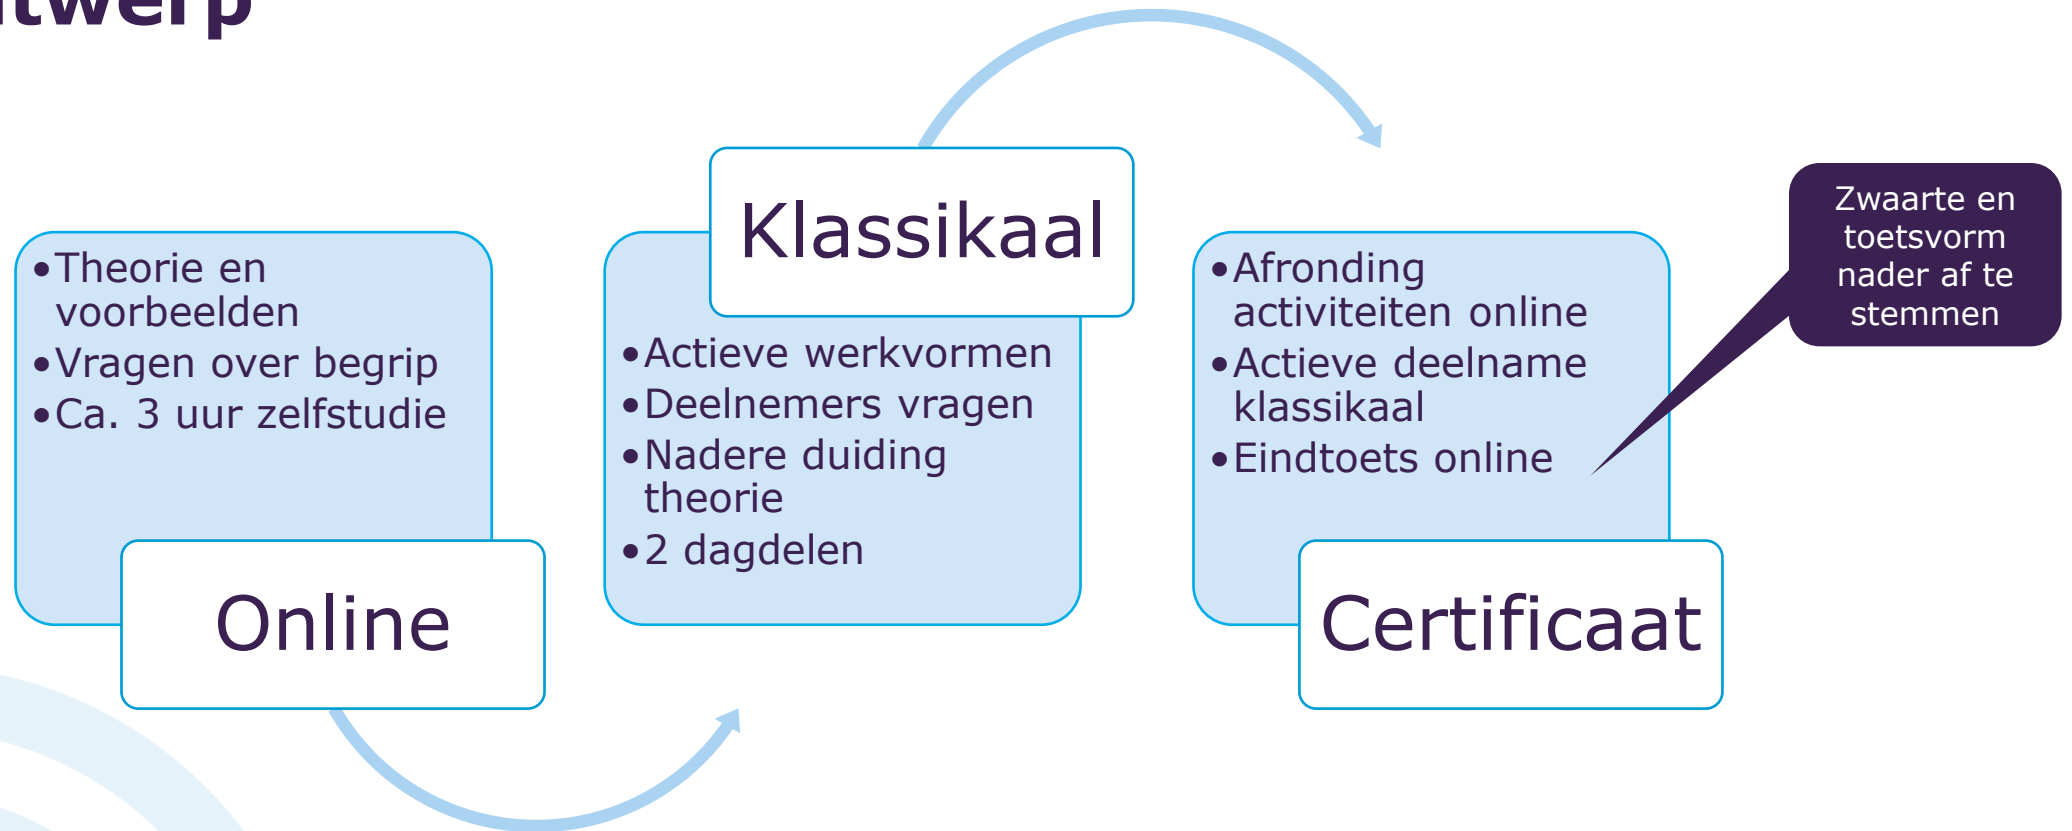 •Theorie en
voorbeelden
•Vragen over begrip
•Ca. 3 uur zelfstudie
Online
Klassikaal
•Actieve werkvormen
•Deelnemers vragen
•Nadere duiding
theorie
•2 dagdelen
•Afronding
activiteiten online
•Actieve deelname
klassikaal
•Eindtoets online
Certificaat
Zwaarte en
toetsvorm
nader af te
stemmen